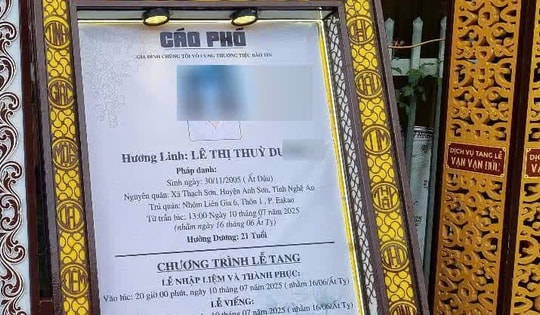 CÁO PHÓ
GIA ĐÌNH CHÚNG TÔI VÔ CÙNG THƯƠNG TIẾC BÁO TIN
Hương Linh: LÊ THỊ THUỲ DU
Pháp danh:
Sinh ngày: 30/11/2005 ( Ất Dậu )
Nguyên quán: Xã Thạch Sơn, Huyện Anh Sơn, Tỉnh Nghệ An
Trú quán: Nhóm Liên Gia 6, Thôn 1, P. Eakao
Từ trần lúc: 13:00 Ngày 10 tháng 07 năm 2025
(nhằm ngày 16 tháng 06 Ất Tỵ)
Hưởng Dương: 21 Tuổi
CHƯƠNG TRÌNH LỄ TANG
LỄ NHẬP LIỆM VÀ THÀNH PHỤC:
Vào lúc: 20 giờ 00 phút, ngày 10 tháng 07 năm 2025 ( nhằm 16/06/Ất Tỵ )
LỄ VIẾNG:
10 tháng 07 năm 2025 ( nhằm 16/06/Ất Tỵ )
DỊCH VỤ TANG LỄ
VẠN VẠN ĐỨC